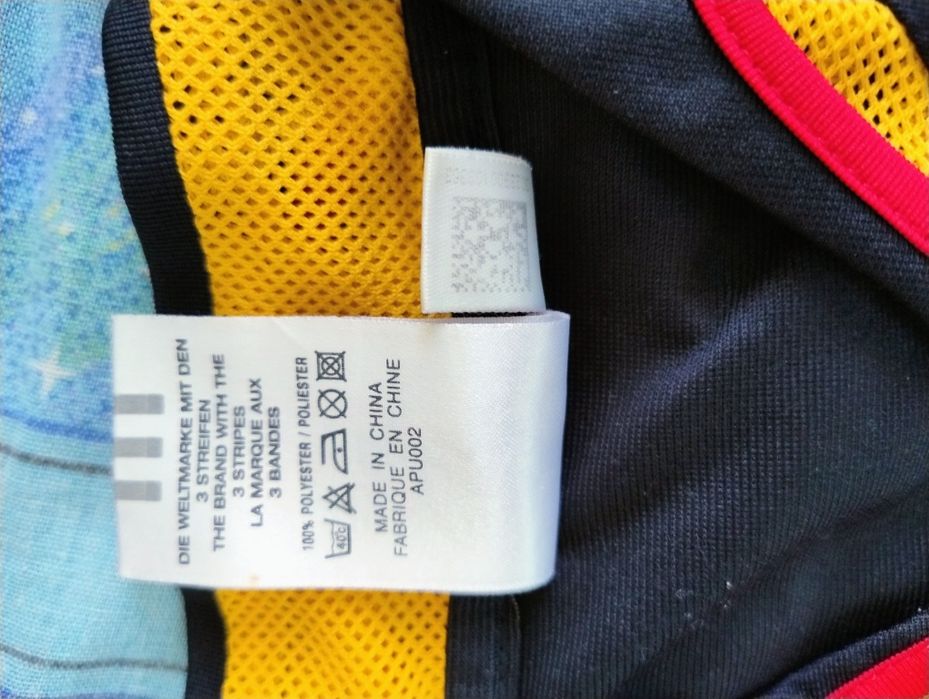 DIE WELTMARKE MIT DEN
3 STREIFEN
THE BRAND WITH THE
3 STRIPES
LA MARQUE AUX
3 BANDES
100% POLYESTER / POLIESTER
40°C
MADE IN CHINA
FABRIQUE EN CHINE
APU002